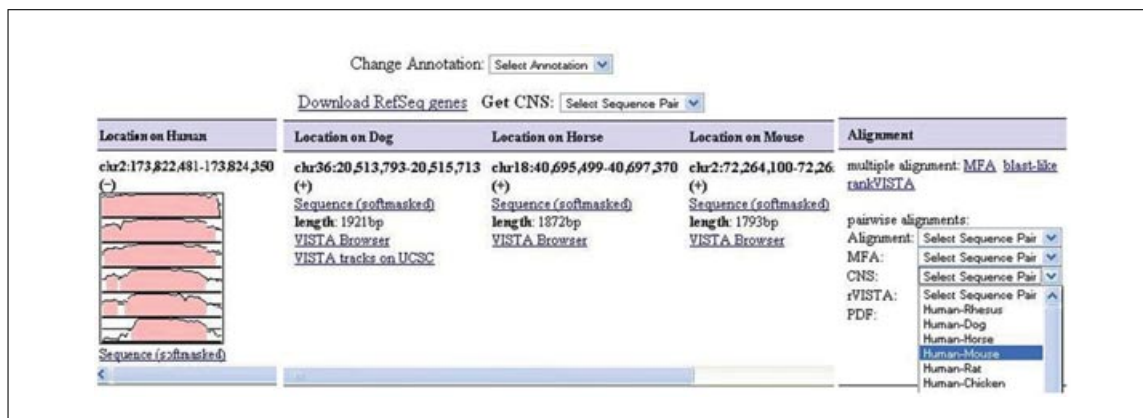 Change Annotation: Select Annotation
Download RefSeq genes Get CNS: Select Sequence Pair
Location on Human
chr2:173,822,481-173,824,350
(-)
Sequence (softmasked)
Location on Dog
chr36:20,513,793-20,515,713
(+)
Sequence (softmasked)
length: 1921bp
VISTA Browser
VISTA tracks on UCSC
Location on Horse
chr18:40,695,499-40,697,370
(+)
Sequence (softmasked)
length: 1872bp
VISTA Browser
Location on Mouse
chr2:72,264,100-72,26
(+)
Sequence (softmasked)
length: 1793bp
VISTA Browser
Alignment
multiple alignment: MFA blast-like
rankVISTA
pairwise alignments:
Alignment: Select Sequence Pair
MFA: Select Sequence Pair
CNS: Select Sequence Pair
rVISTA:
PDF:
Select Sequence Pair
Human-Rhesus
Human-Dog
Human-Horse
Human-Mouse
Human-Rat
Human-Chicken